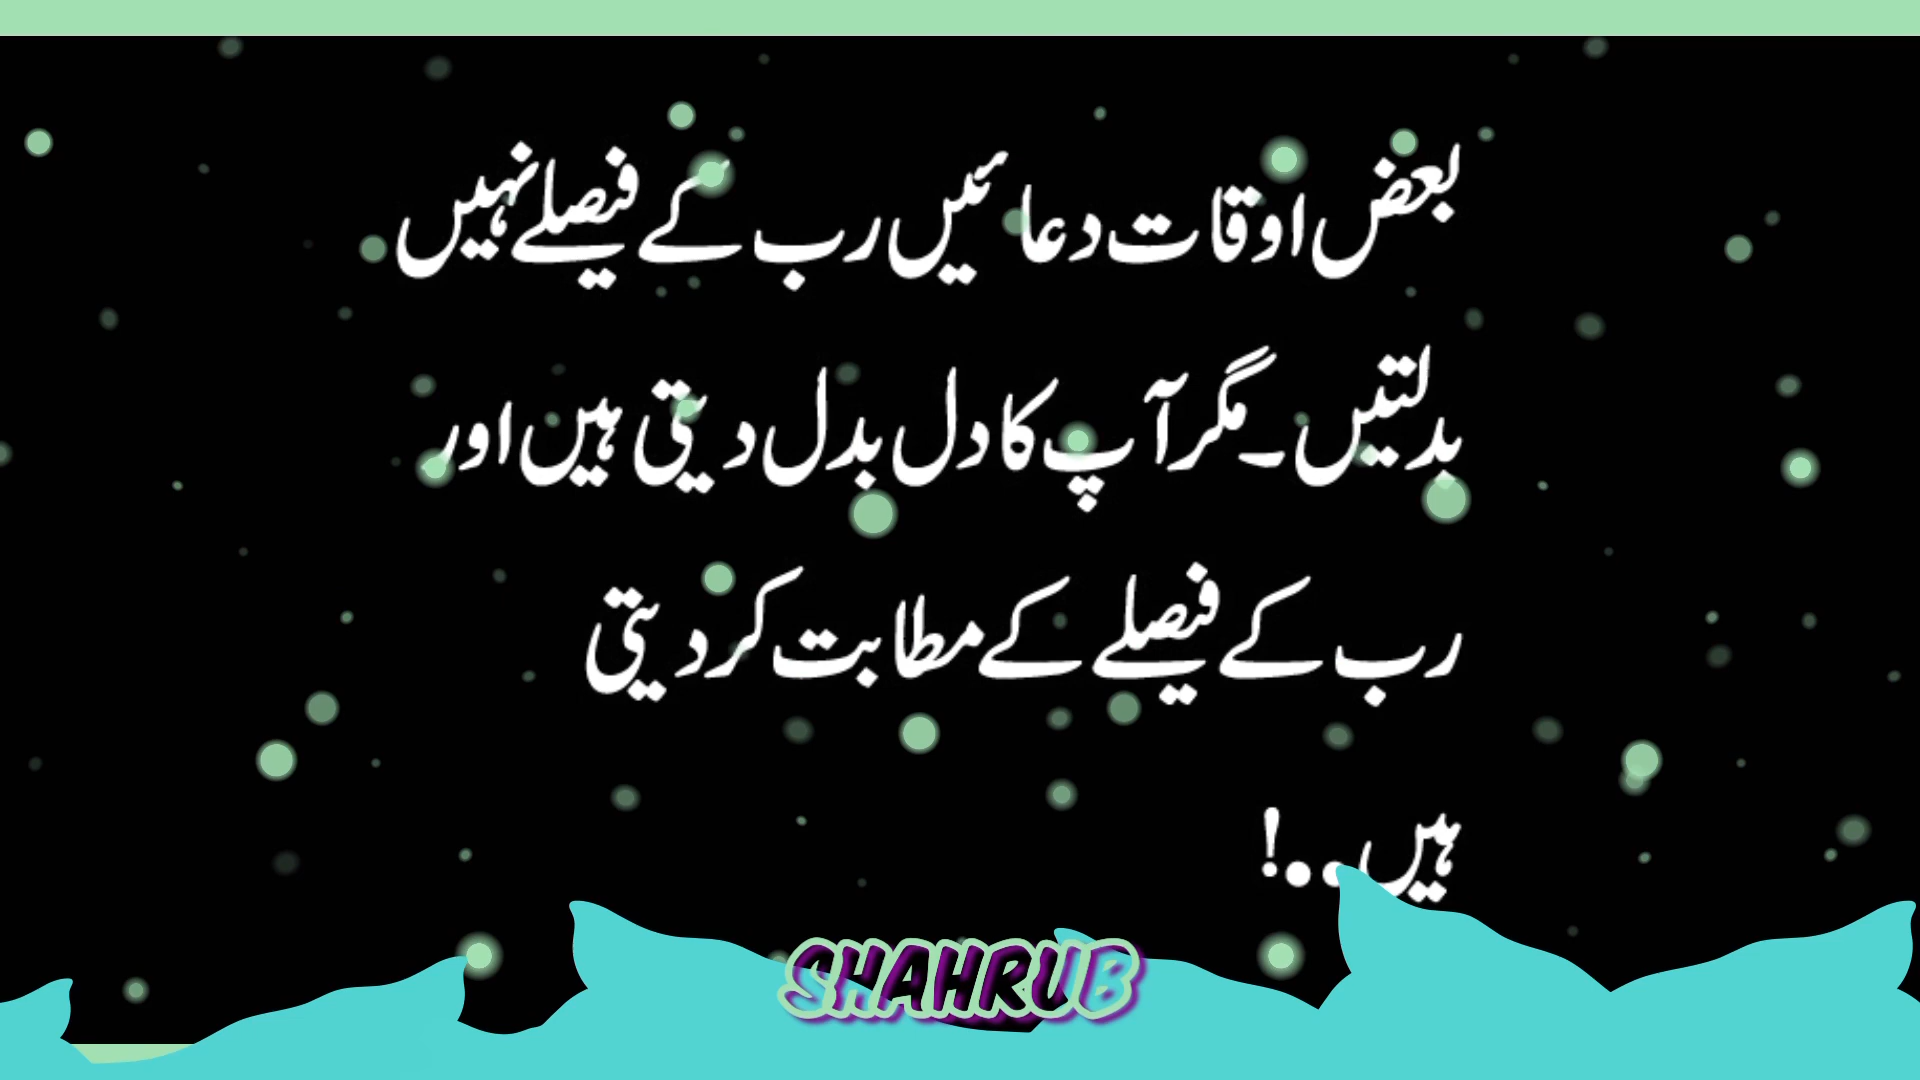 بعض اوقات دعائیں رب کے فیصلے نہیں
بدلتیں۔ مگر آپ کا دل بدل دیتی ہیں اور
رب کے فیصلے کے مطابت کر دیتی
ہیں..!
SHAHRUB